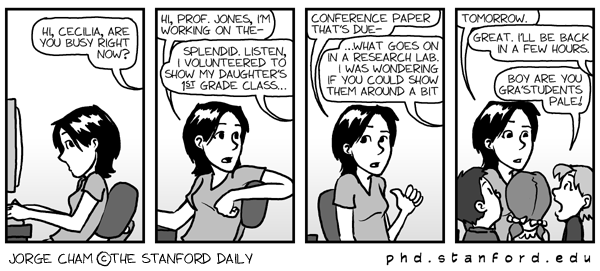 HI, CECILIA, ARE
YOU BUSY RIGHT
NOW?
HI, PROF. JONES, I'M
WORKING ON THE-
SPLENDID. LISTEN,
I VOLUNTEERED TO
SHOW MY DAUGHTER'S
1ST GRADE CLASS...
CONFERENCE PAPER
THAT'S DUE-
...WHAT GOES ON
IN A RESEARCH LAB.
I WAS WONDERING
IF YOU COULD SHOW
THEM AROUND A BIT
TOMORROW.
GREAT. I'LL BE BACK
IN A FEW HOURS.
BOY ARE YOU
GRA'STUDENTS
PALE!
JORGE CHAM ©THE STANFORD DAILY
phd.stanford.edu